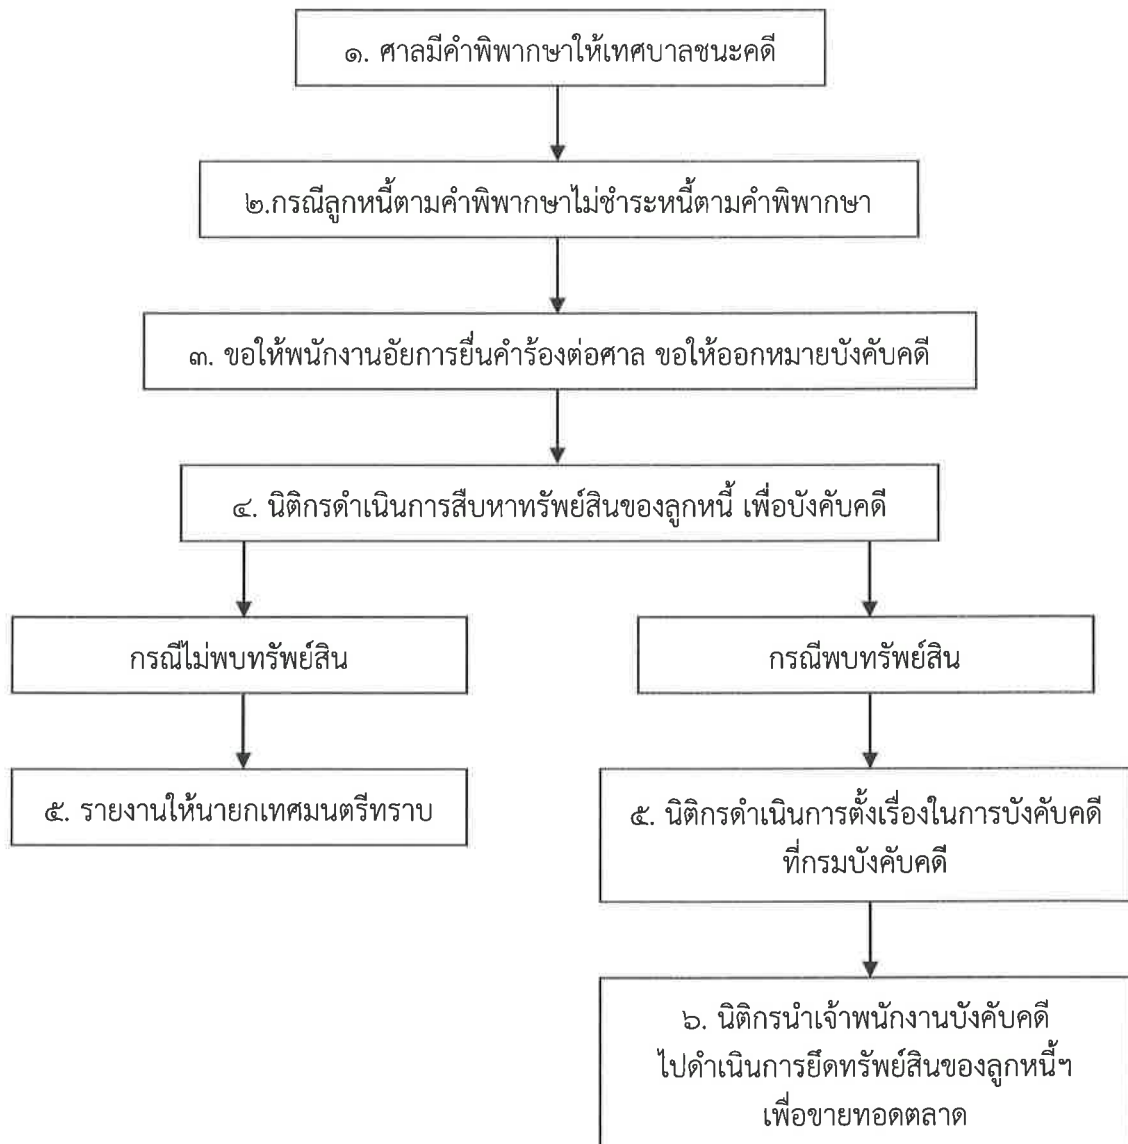 ๑. ศาลมีคำพิพากษาให้เทศบาลชนะคดี
๒.กรณีลูกหนี้ตามคำพิพากษาไม่ชำระหนี้ตามคำพิพากษา
๓. ขอให้พนักงานอัยการยื่นคำร้องต่อศาล ขอให้ออกหมายบังคับคดี
๔. นิติกรดำเนินการสืบหาทรัพย์สินของลูกหนี้ เพื่อบังคับคดี
กรณีไม่พบทรัพย์สิน
๕. รายงานให้นายกเทศมนตรีทราบ
กรณีพบทรัพย์สิน
๕. นิติกรดำเนินการตั้งเรื่องในการบังคับคดี
ที่กรมบังคับคดี
๖. นิติกรนำเจ้าพนักงานบังคับคดี
ไปดำเนินการยึดทรัพย์สินของลูกหนี้ฯ
เพื่อขายทอดตลาด